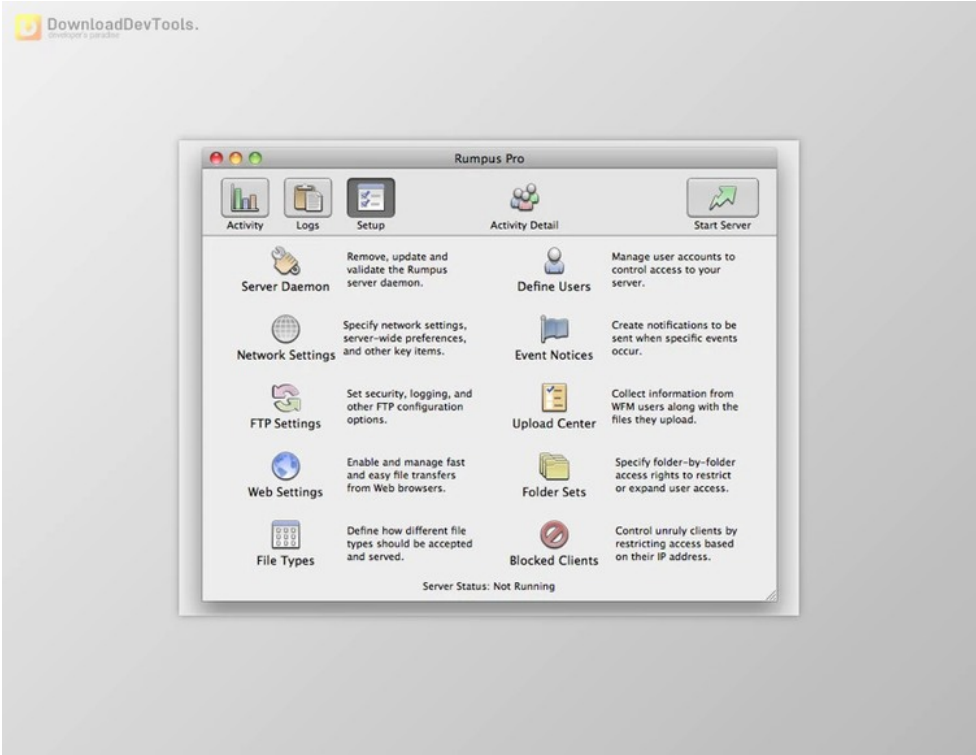 DownloadDevTools.
developer's paradise
Rumpus Pro
Activity
Logs
Setup
Activity Detail
Start Server
Server Daemon
Remove, update and
validate the Rumpus
server daemon.
Define Users
Manage user accounts to
control access to your
server.
Network Settings
Specify network settings,
server-wide preferences,
and other key items.
Event Notices
Create notifications to be
sent when specific events
occur.
FTP Settings
Set security, logging, and
other FTP configuration
options.
Upload Center
Collect information from
WFM users along with the
files they upload.
Web Settings
Enable and manage fast
and easy file transfers
from Web browsers.
Folder Sets
Specify folder-by-folder
access rights to restrict
or expand user access.
File Types
Define how different file
types should be accepted
and served.
Blocked Clients
Control unruly clients by
restricting access based
on their IP address.
Server Status: Not Running